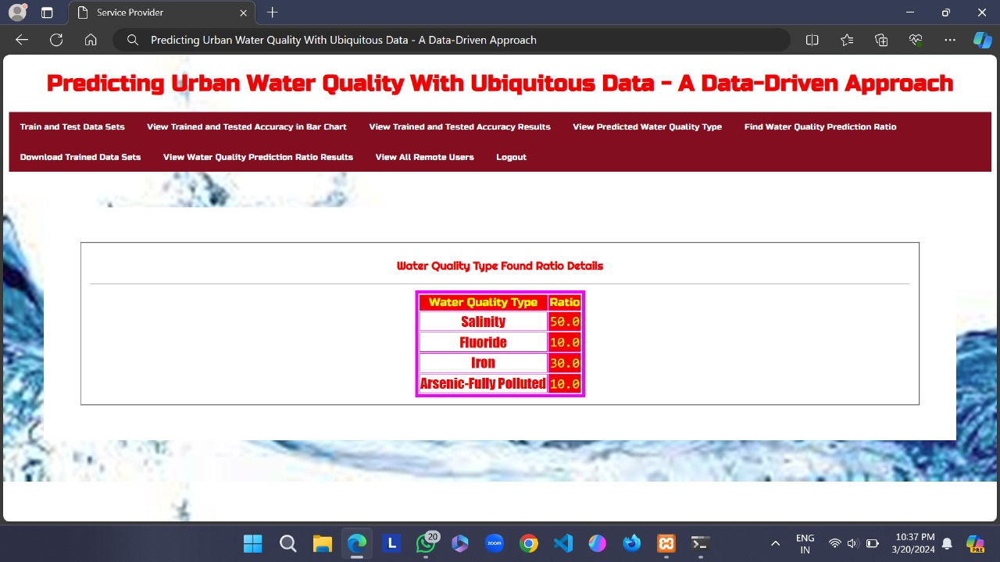 Service Provider
Predicting Urban Water Quality With Ubiquitous Data - A Data-Driven Approach
Predicting Urban Water Quality With Ubiquitous Data - A Data-Driven Approach
Train and Test Data Sets View Trained and Tested Accuracy in Bar Chart View Trained and Tested Accuracy Results View Predicted Water Quality Type Find Water Quality Prediction Ratio
Download Trained Data Sets View Water Quality Prediction Ratio Results View All Remote Users Logout
Water Quality Type Found Ratio Details
Water Quality Type Ratio
Salinity 50.0
Fluoride 10.0
Iron 30.0
Arsenic-Fully Polluted 10.0
L 20 zoom ENG 10:37 PM
IN 3/20/2024 PRE